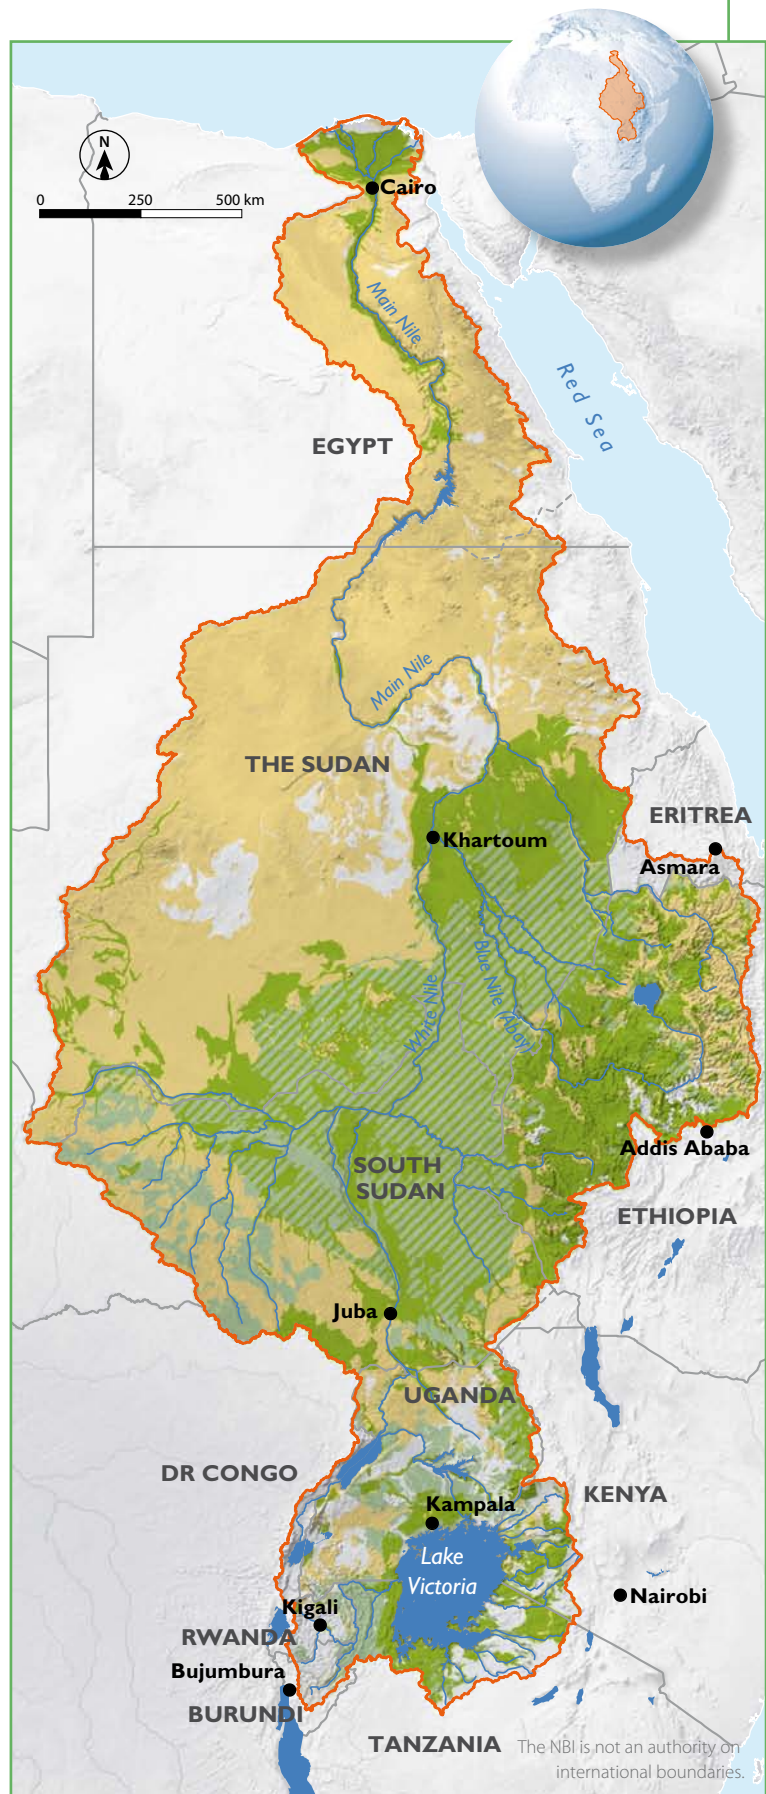 N
0 250 500 km
Cairo
Main Nile
Red Sea
EGYPT
Main Nile
THE SUDAN
ERITREA
Khartoum
Asmara
White Nile
Blue Nile (Abay)
Addis Ababa
SOUTH
SUDAN
ETHIOPIA
Juba
UGANDA
DR CONGO
KENYA
Kampala
Lake
Victoria
Nairobi
Kigali
RWANDA
Bujumbura
BURUNDI
TANZANIA
The NBI is not an authority on
international boundaries.